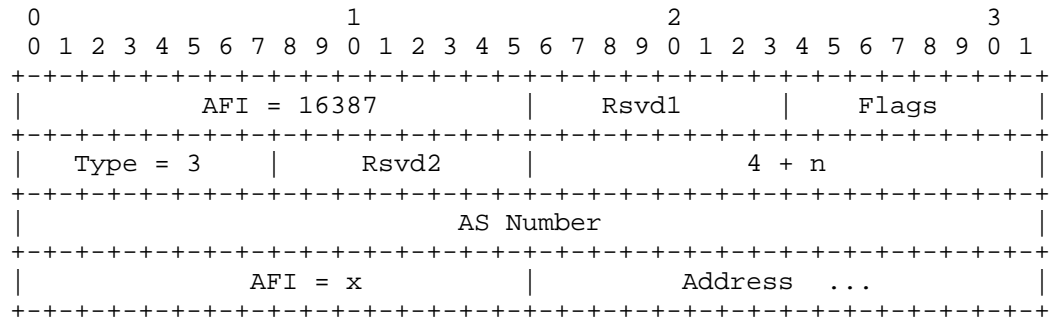 0                   1                   2                   3
 0 1 2 3 4 5 6 7 8 9 0 1 2 3 4 5 6 7 8 9 0 1 2 3 4 5 6 7 8 9 0 1
+-+-+-+-+-+-+-+-+-+-+-+-+-+-+-+-+-+-+-+-+-+-+-+-+-+-+-+-+-+-+-+-+
|           AFI = 16387         |     Rsvd1     |     Flags     |
+-+-+-+-+-+-+-+-+-+-+-+-+-+-+-+-+-+-+-+-+-+-+-+-+-+-+-+-+-+-+-+-+
|   Type = 3    |     Rsvd2     |             4 + n             |
+-+-+-+-+-+-+-+-+-+-+-+-+-+-+-+-+-+-+-+-+-+-+-+-+-+-+-+-+-+-+-+-+
|                           AS Number                           |
+-+-+-+-+-+-+-+-+-+-+-+-+-+-+-+-+-+-+-+-+-+-+-+-+-+-+-+-+-+-+-+-+
|              AFI = x          |         Address  ...          |
+-+-+-+-+-+-+-+-+-+-+-+-+-+-+-+-+-+-+-+-+-+-+-+-+-+-+-+-+-+-+-+-+